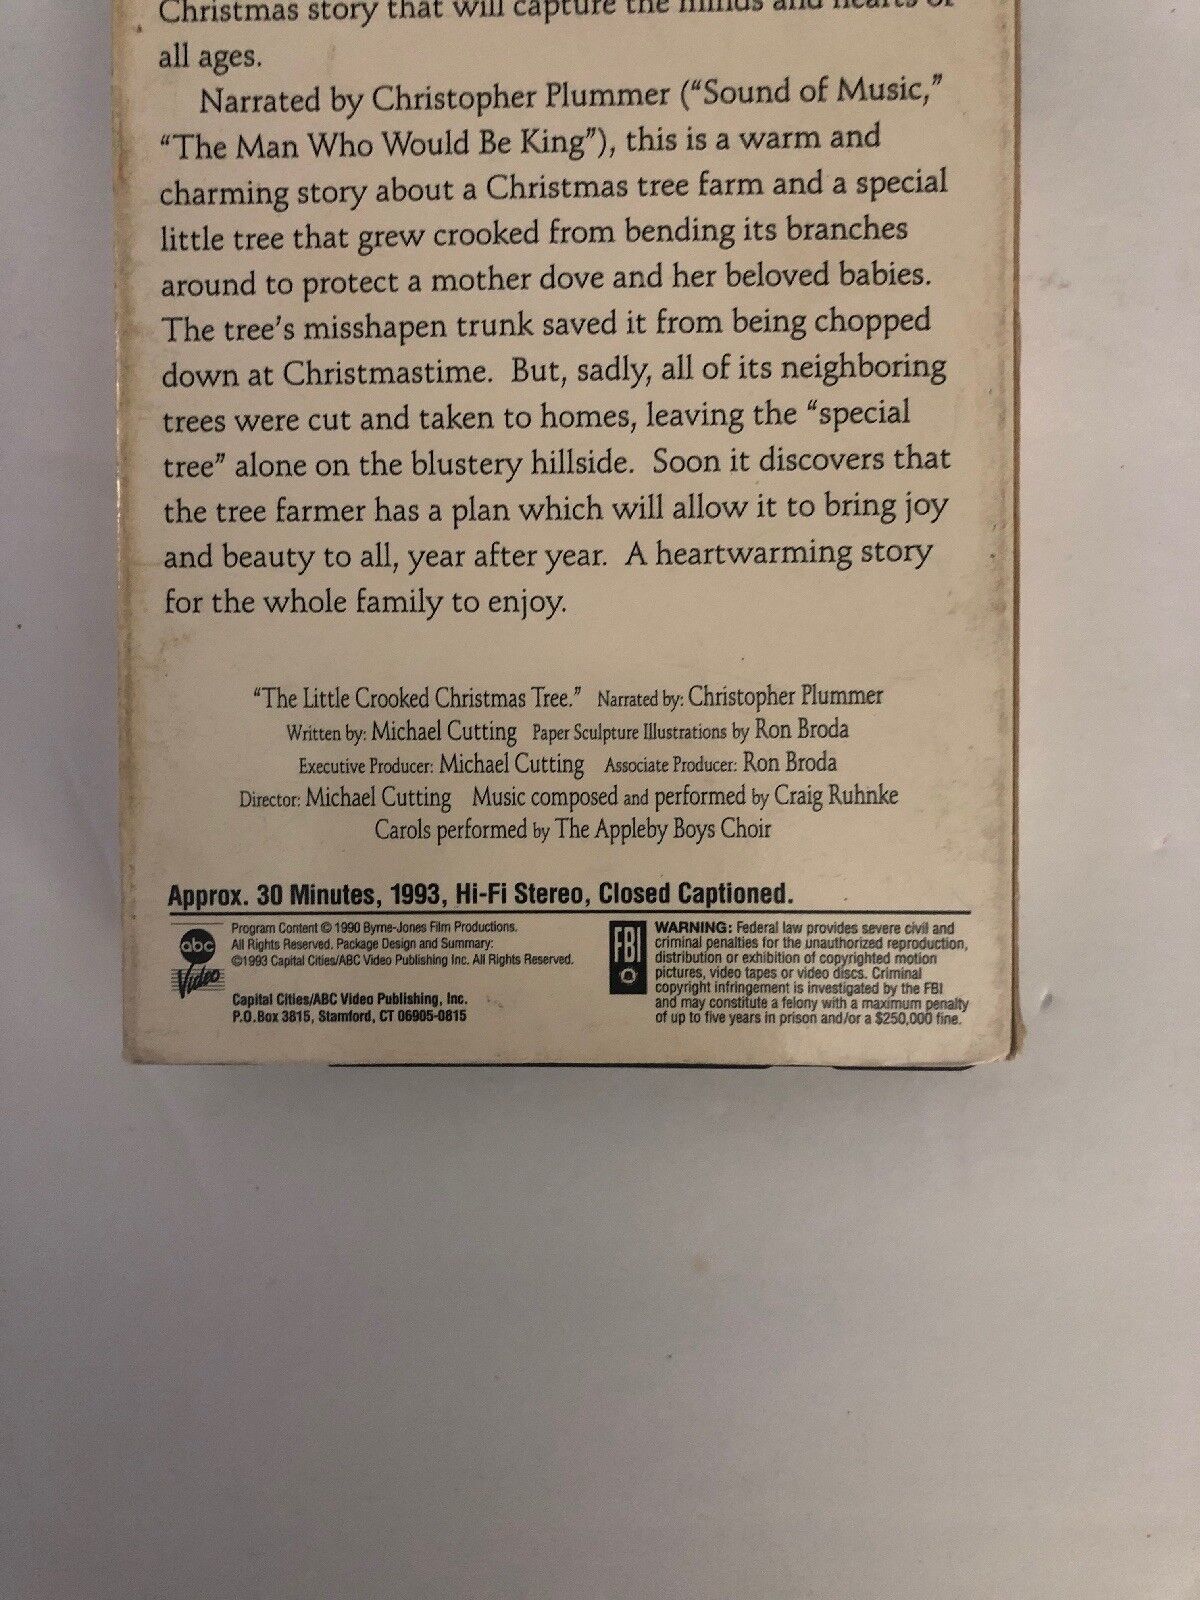 Christmas story that will capture the minds and hearts of
all ages.
Narrated by Christopher Plummer (“Sound of Music,”
“The Man Who Would Be King”), this is a warm and
charming story about a Christmas tree farm and a special
little tree that grew crooked from bending its branches
around to protect a mother dove and her beloved babies.
The tree’s misshapen trunk saved it from being chopped
down at Christmastime. But, sadly, all of its neighboring
trees were cut and taken to homes, leaving the “special
tree” alone on the blustery hillside. Soon it discovers that
the tree farmer has a plan which will allow it to bring joy
and beauty to all, year after year. A heartwarming story
for the whole family to enjoy.
“The Little Crooked Christmas Tree.” Narrated by: Christopher Plummer
Written by: Michael Cutting Paper Sculpture Illustrations by Ron Broda
Executive Producer: Michael Cutting Associate Producer: Ron Broda
Director: Michael Cutting Music composed and performed by Craig Ruhnke
Carols performed by The Appleby Boys Choir
Approx. 30 Minutes, 1993, Hi-Fi Stereo, Closed Captioned.
abc
Video
Program Content © 1990 Byrne-Jones Film Productions.
All Rights Reserved. Package Design and Summary:
©1993 Capital Cities/ABC Video Publishing Inc. All Rights Reserved.
Capital Cities/ABC Video Publishing, Inc.
P.O.Box 3815, Stamford, CT 06905-0815
FBI
WARNING: Federal law provides severe civil and
criminal penalties for the unauthorized reproduction,
distribution or exhibition of copyrighted motion
pictures, video tapes or video discs. Criminal
copyright infringement is investigated by the FBI
and may constitute a felony with a maximum penalty
of up to five years in prison and/or a $250,000 fine.